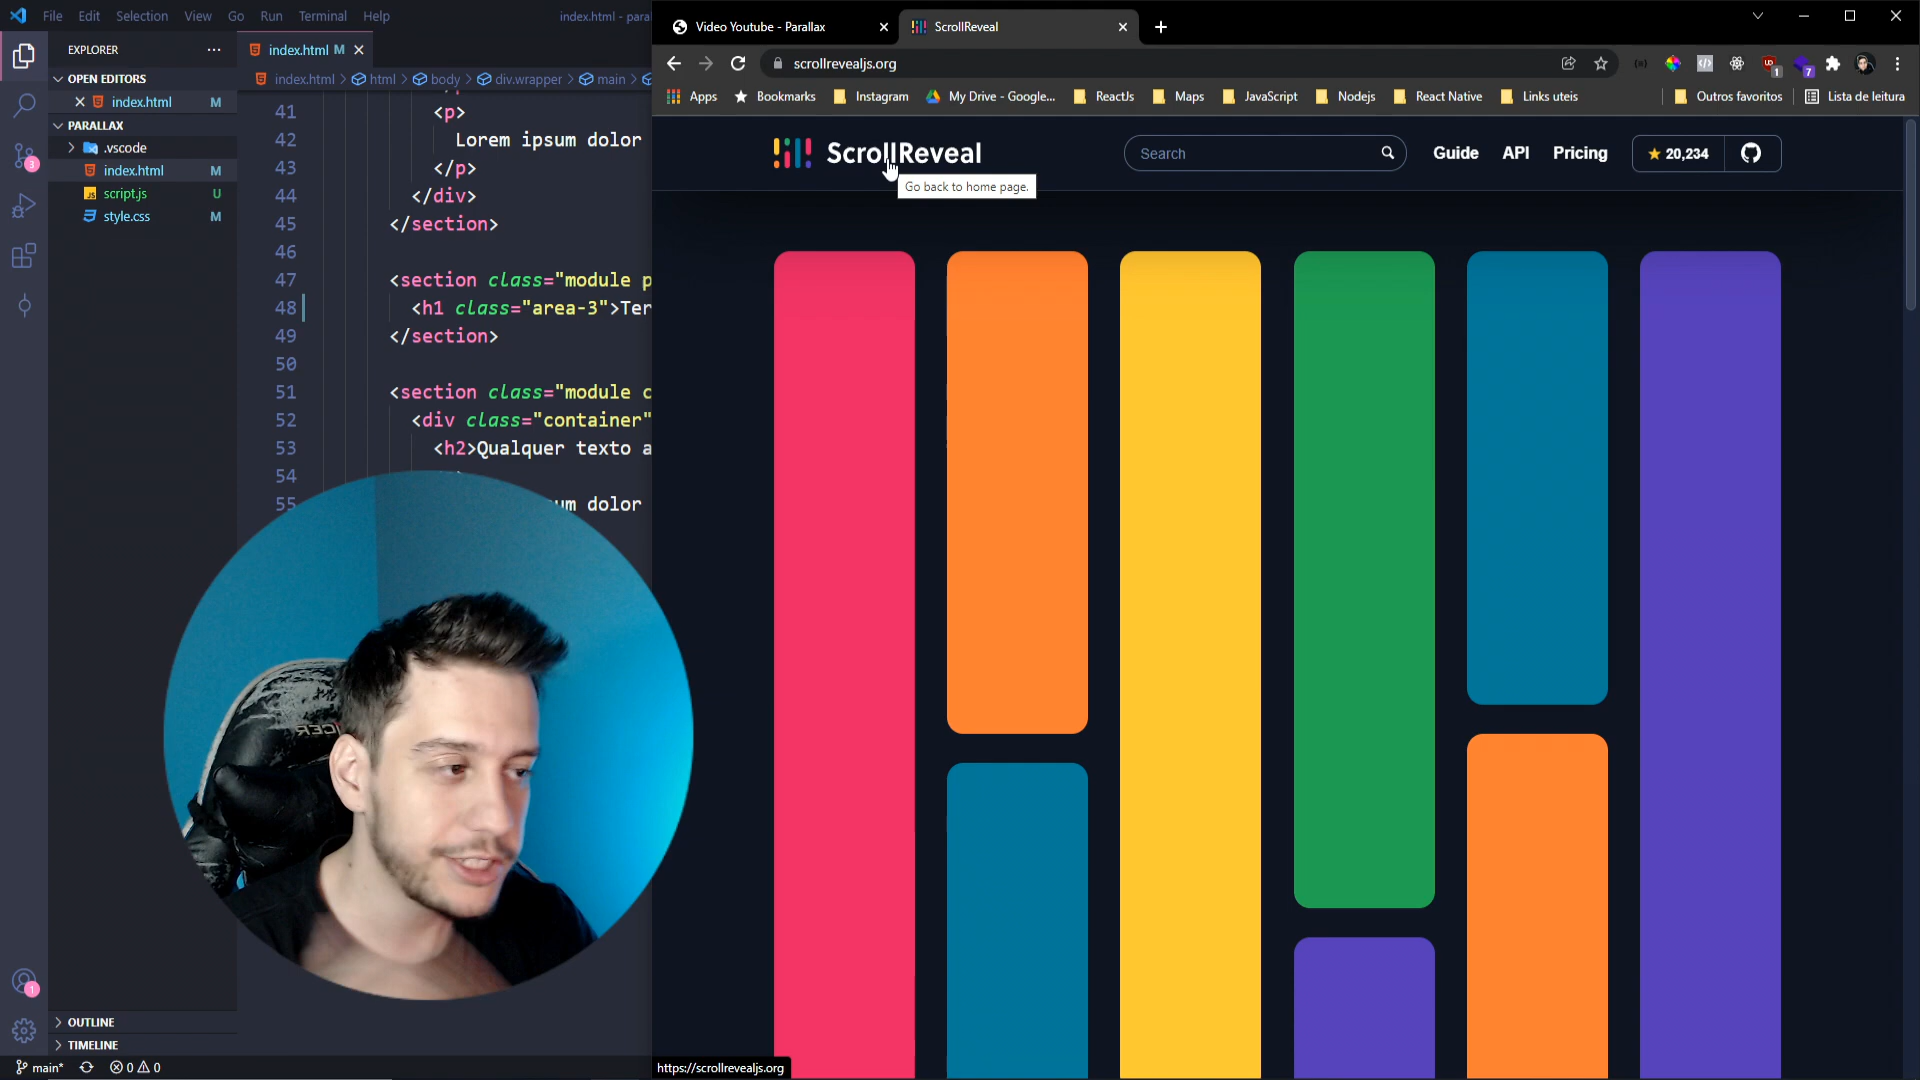 File Edit Selection View Go Run Terminal Help
index.html - para
EXPLORER
OPEN EDITORS
index.html M
PARALLAX
.vscode
index.html M
script.js U
style.css M
OUTLINE
TIMELINE
main*
0 0
3
1
index.html M
index.html > html > body > div.wrapper > main >
41 <p>
42 Lorem ipsum dolor
43 </p>
44 </div>
45 </section>
46
47 <section class="module p
48 <h1 class="area-3">Ter
49 </section>
50
51 <section class="module c
52 <div class="container"
53 <h2>Qualquer texto a
54
55 um dolor
Video Youtube - Parallax
ScrollReveal
scrollrevealjs.org
1
7
Apps
Bookmarks
Instagram
My Drive - Google...
ReactJs
Maps
JavaScript
Nodejs
React Native
Links uteis
Outros favoritos
Lista de leitura
ScrollReveal
Search
Guide API Pricing
20,234
Go back to home page.
https://scrollrevealjs.org